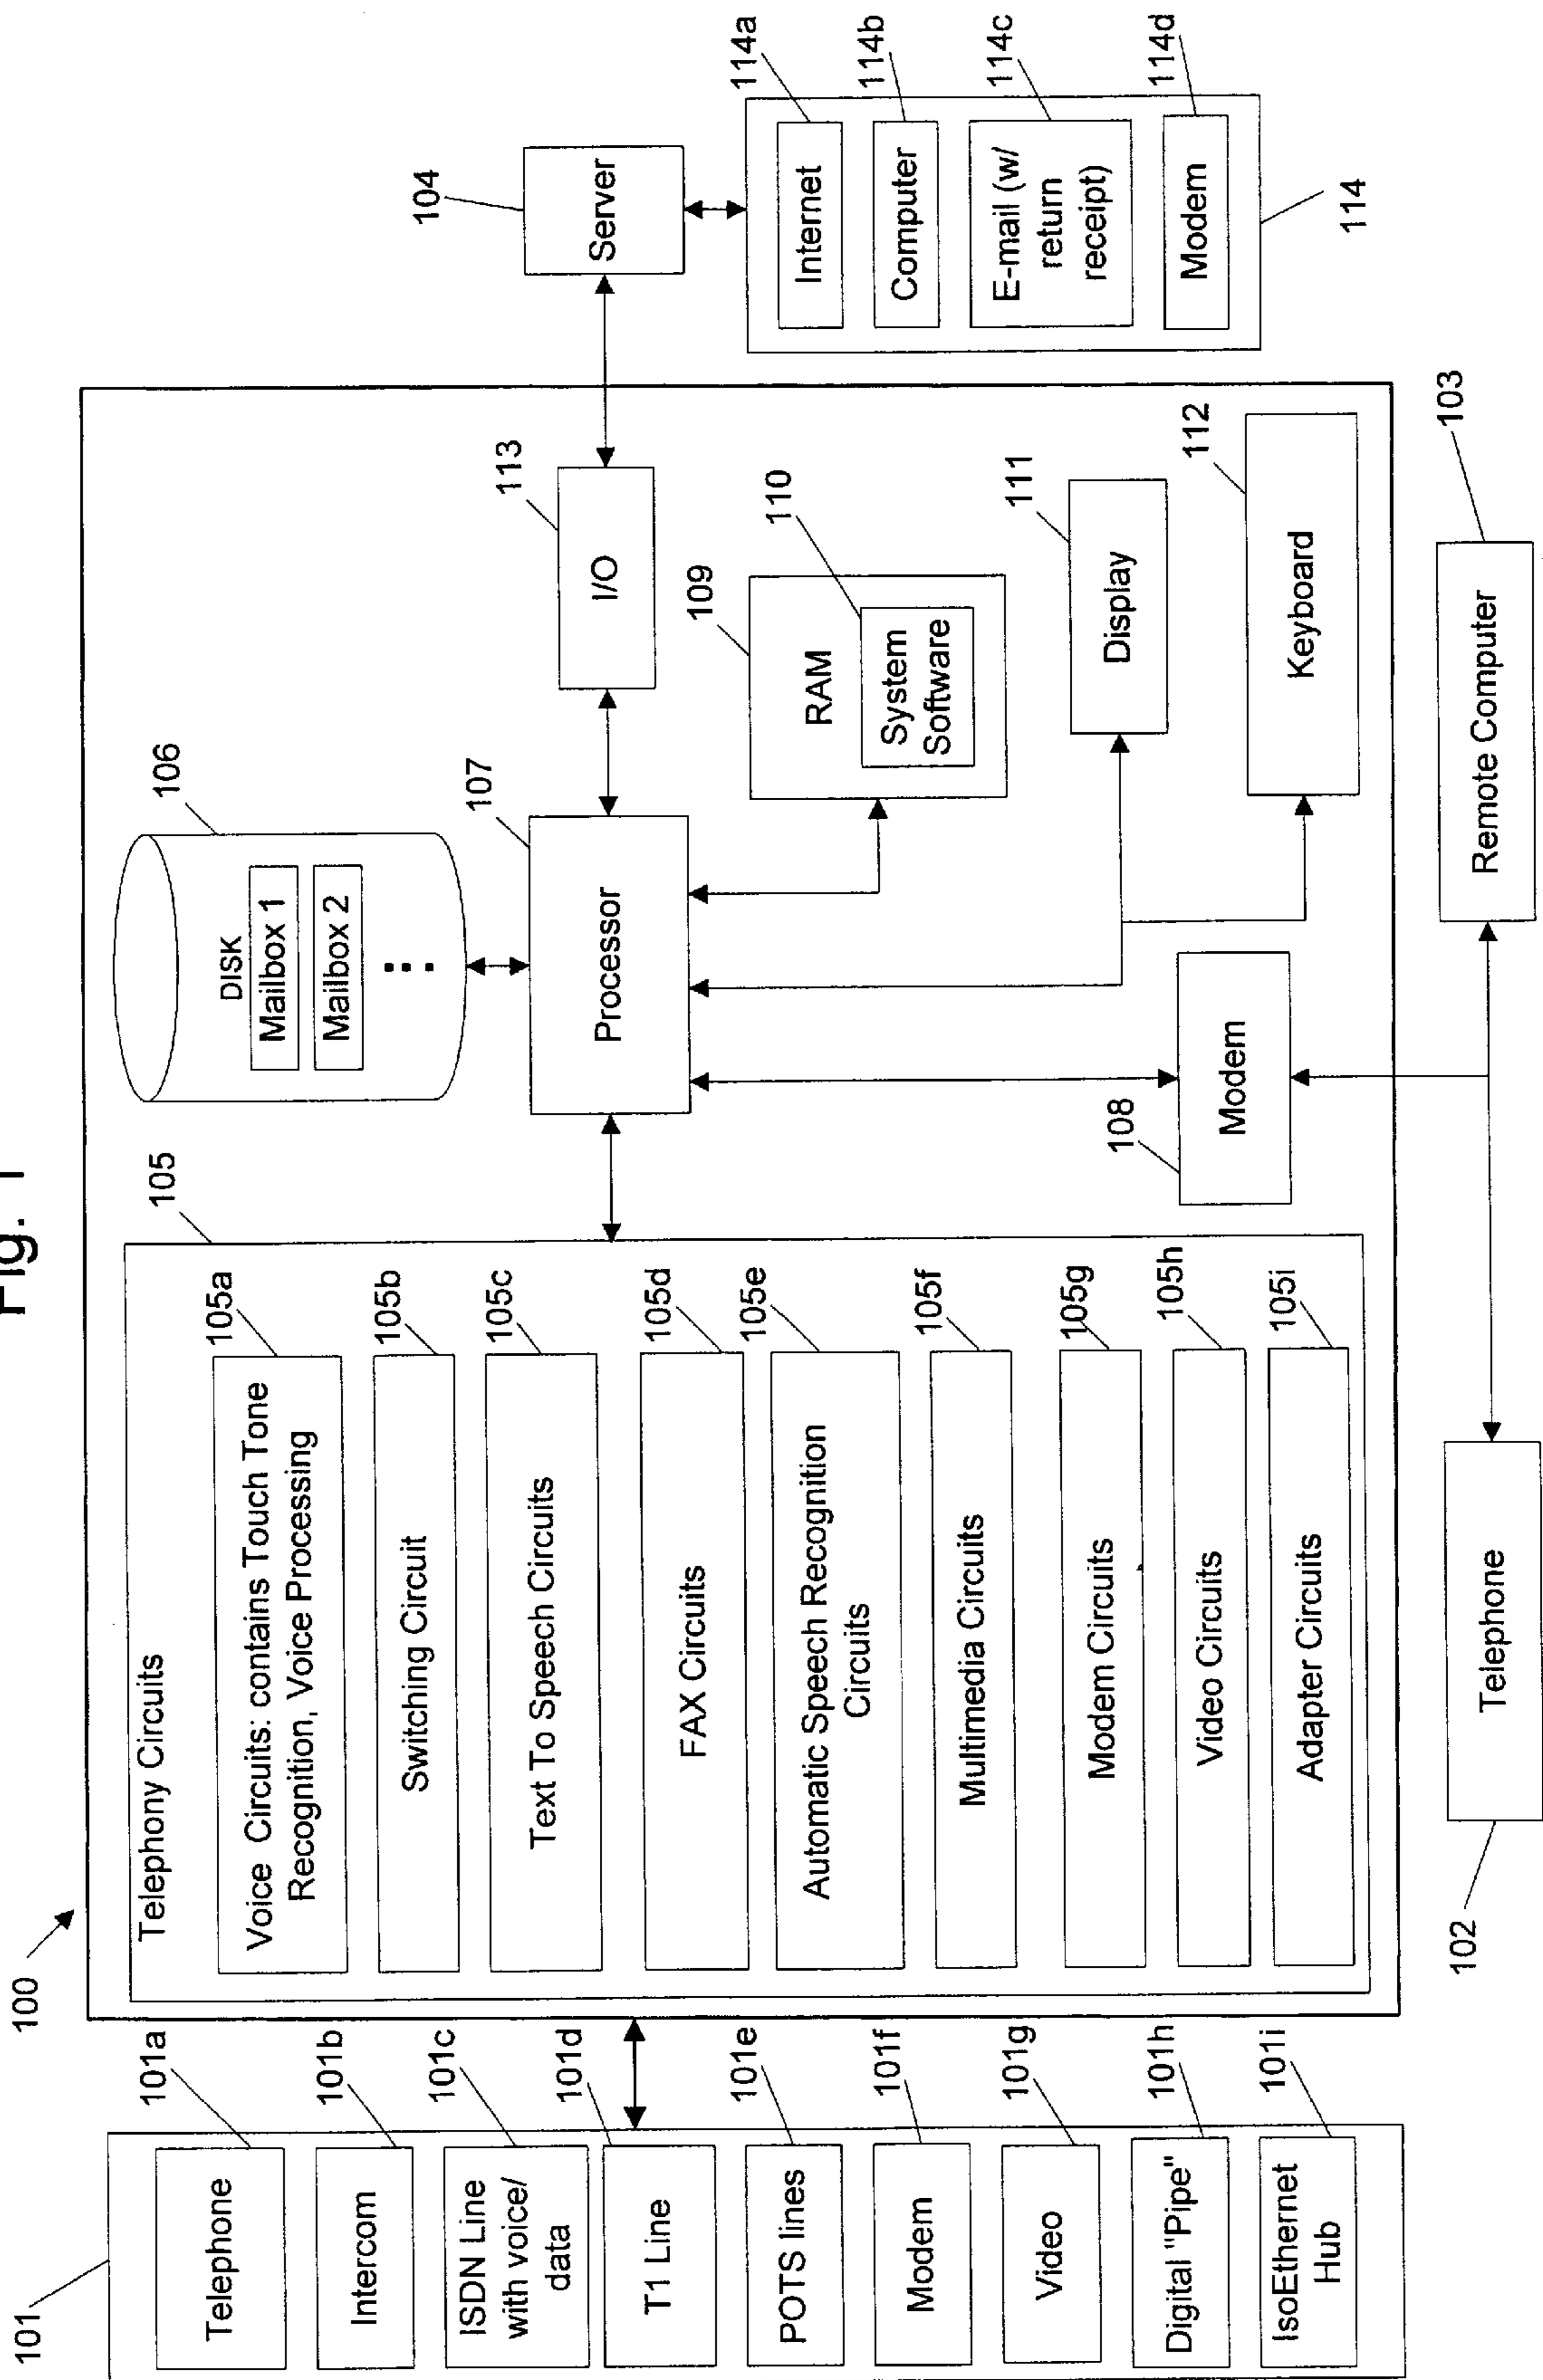 Fig. 1
100
101
Telephone
101a
Intercom
101b
ISDN Line
with voice/
data
101c
T1 Line
101d
POTS lines
101e
Modem
101f
Video
101g
Digital "Pipe"
101h
IsoEthernet
Hub
101i
Telephony Circuits
105
Voice Circuits: contains Touch Tone
Recognition, Voice Processing
105a
Switching Circuit
105b
Text To Speech Circuits
105c
FAX Circuits
105d
Automatic Speech Recognition
Circuits
105e
Multimedia Circuits
105f
Modem Circuits
105g
Video Circuits
105h
Adapter Circuits
105i
DISK
Mailbox 1
Mailbox 2
106
Processor
107
Modem
108
I/O
113
RAM
109
System
Software
110
Display
111
Keyboard
112
Server
104
Internet
114a
Computer
114b
E-mail (w/
return
receipt)
114c
Modem
114d
114
Telephone
102
Remote Computer
103